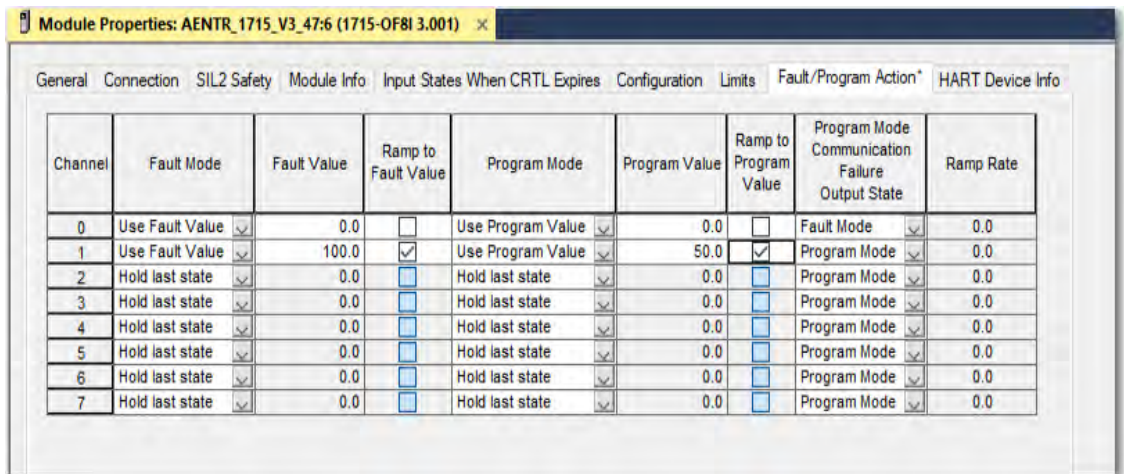 Module Properties: AENTR_1715_V3_47:6 (1715-OF8I 3.001) ×
General Connection SIL2 Safety Module Info Input States When CRTL Expires Configuration Limits Fault/Program Action* HART Device Info
Channel Fault Mode Fault Value Ramp to Fault Value Program Mode Program Value Ramp to Program Value Program Mode Communication Failure Output State Ramp Rate
0 Use Fault Value 0.0 Use Program Value 0.0 Fault Mode 0.0
1 Use Fault Value 100.0 Use Program Value 50.0 Program Mode 0.0
2 Hold last state 0.0 Hold last state 0.0 Program Mode 0.0
3 Hold last state 0.0 Hold last state 0.0 Program Mode 0.0
4 Hold last state 0.0 Hold last state 0.0 Program Mode 0.0
5 Hold last state 0.0 Hold last state 0.0 Program Mode 0.0
6 Hold last state 0.0 Hold last state 0.0 Program Mode 0.0
7 Hold last state 0.0 Hold last state 0.0 Program Mode 0.0